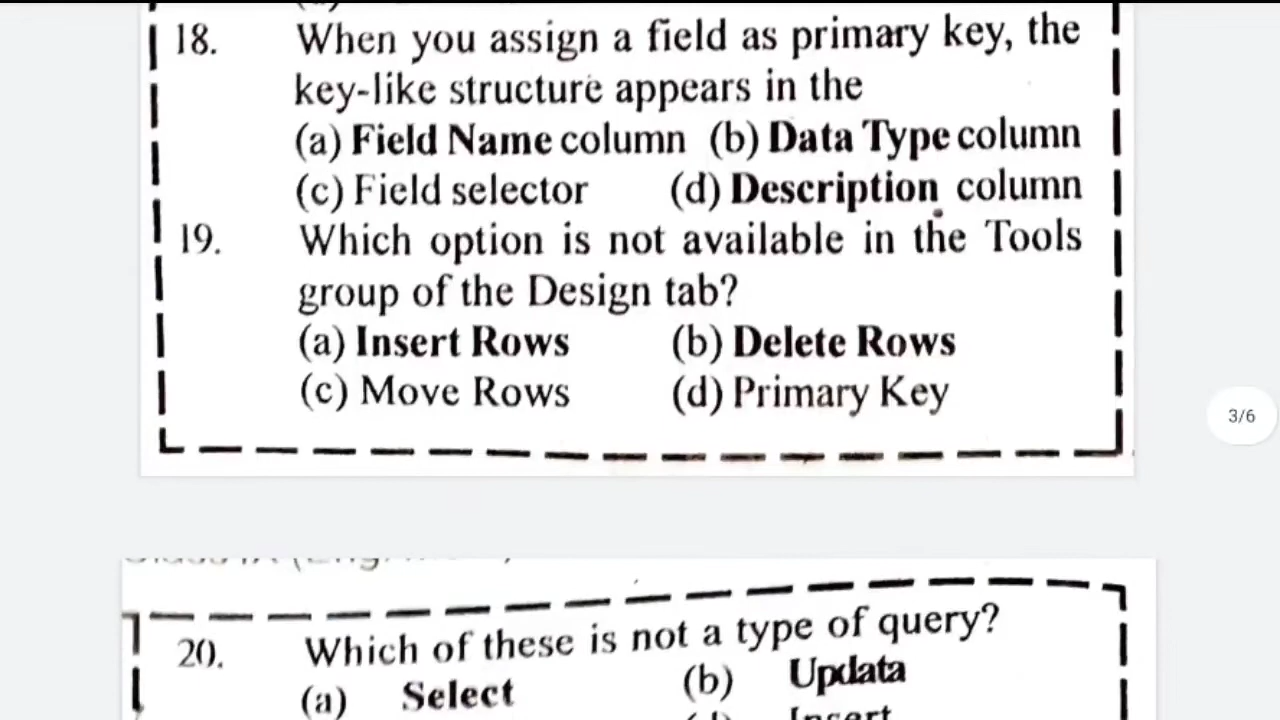 18. When you assign a field as primary key, the
key-like structure appears in the
(a) Field Name column (b) Data Type column
(c) Field selector (d) Description column
19. Which option is not available in the Tools
group of the Design tab?
(a) Insert Rows (b) Delete Rows
(c) Move Rows (d) Primary Key
3/6
20. Which of these is not a type of query?
(a) Select (b) Updata
Insert